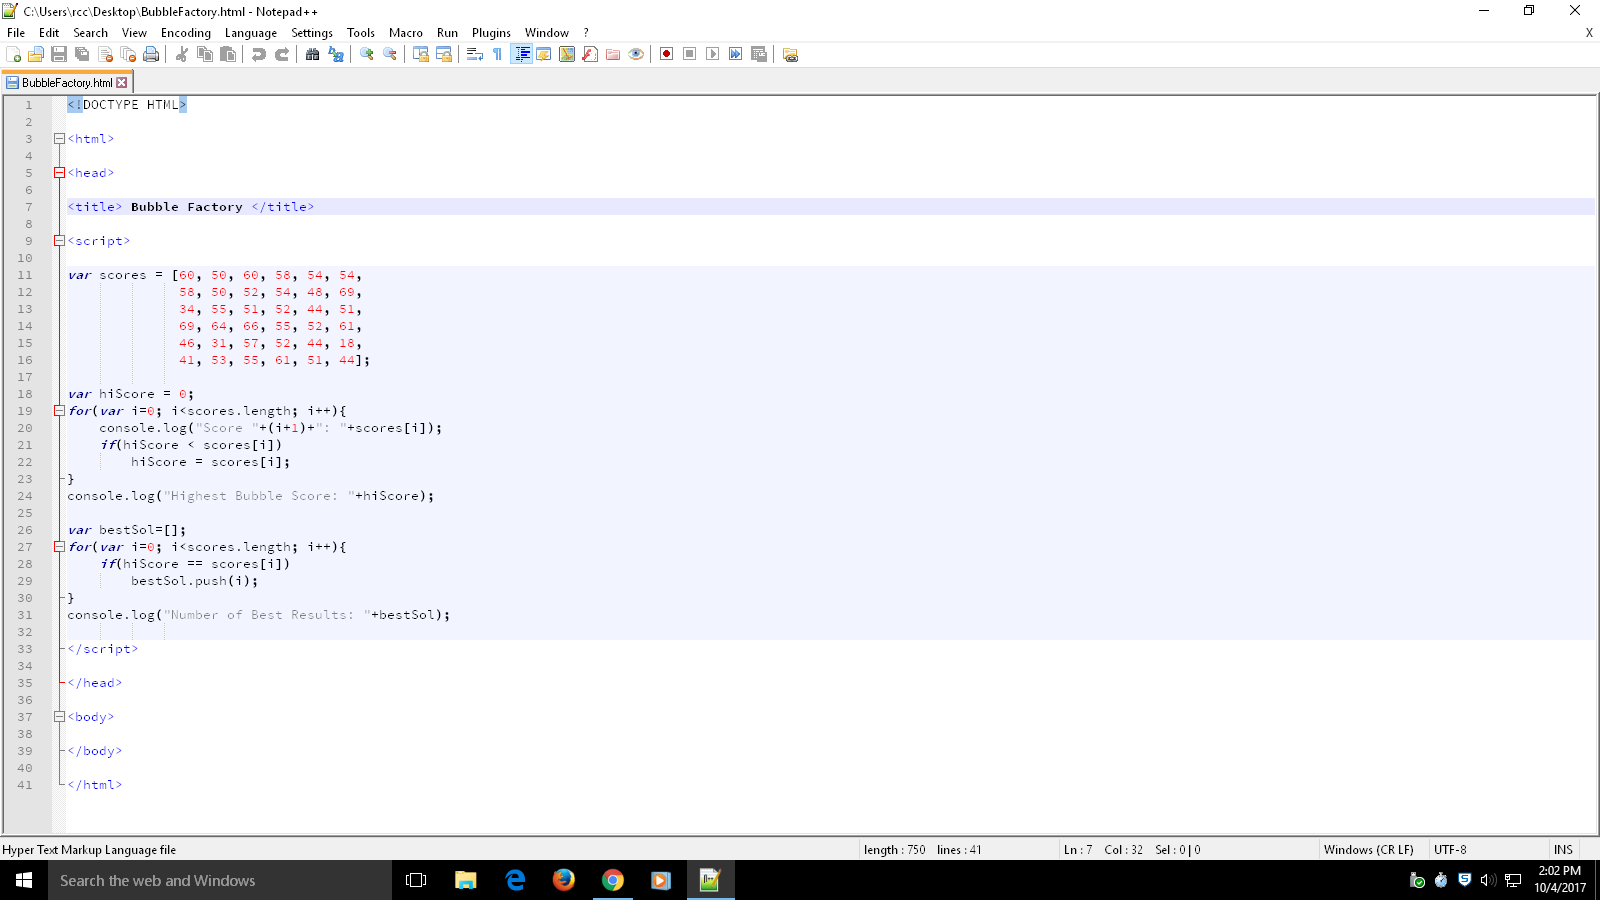 C:\Users\rcc\Desktop\BubbleFactory.html - Notepad++
File Edit Search View Encoding Language Settings Tools Macro Run Plugins Window ? X
BubbleFactory.html
1 <!DOCTYPE HTML>
2
3 <html>
4
5 <head>
6
7 <title> Bubble Factory </title>
8
9 <script>
10
11 var scores = [60, 50, 60, 58, 54, 54,
12 58, 50, 52, 54, 48, 69,
13 34, 55, 51, 52, 44, 51,
14 69, 64, 66, 55, 52, 61,
15 46, 31, 57, 52, 44, 18,
16 41, 53, 55, 61, 51, 44];
17
18 var hiScore = 0;
19 for(var i=0; i<scores.length; i++){
20 console.log("Score "+(i+1)+": "+scores[i]);
21 if(hiScore < scores[i])
22 hiScore = scores[i];
23 }
24 console.log("Highest Bubble Score: "+hiScore);
25
26 var bestSol=[];
27 for(var i=0; i<scores.length; i++){
28 if(hiScore == scores[i])
29 bestSol.push(i);
30 }
31 console.log("Number of Best Results: "+bestSol);
32
33 </script>
34
35 </head>
36
37 <body>
38
39 </body>
40
41 </html>
Hyper Text Markup Language file length : 750 lines : 41 Ln : 7 Col : 32 Sel : 0 | 0 Windows (CR LF) UTF-8 INS
Search the web and Windows
2:02 PM
10/4/2017